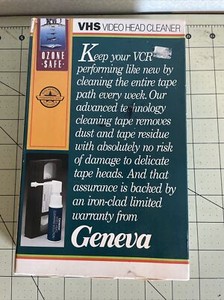 VHS VIDEO HEAD CLEANER
OZONE
SAFE
Keep your VCR
performing like new by
cleaning the entire tape
path every week. Our
advanced te hnology
cleaning tape removes
dust and tape residue
with absolutely no risk
of damage to delicate
tape heads. And that
assurance is backed by
an iron-clad limited
warranty from
Geneva